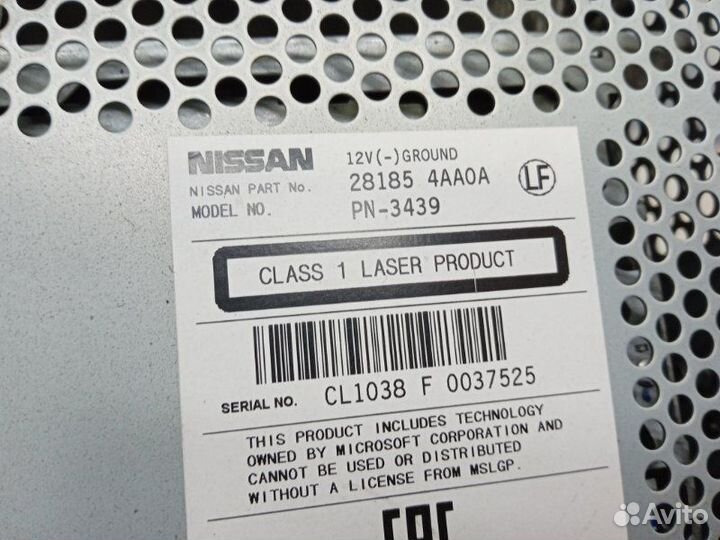 NISSAN 12V(-)GROUND
NISSAN PART No. 28185 4AA0A LF
MODEL NO. PN-3439
CLASS 1 LASER PRODUCT
SERIAL NO. CL1038 F 0037525
THIS PRODUCT INCLUDES TECHNOLOGY
OWNED BY MICROSOFT CORPORATION AND
CANNOT BE USED OR DISTRIBUTED
WITHOUT A LICENSE FROM MSLGP.
EAC
Avito